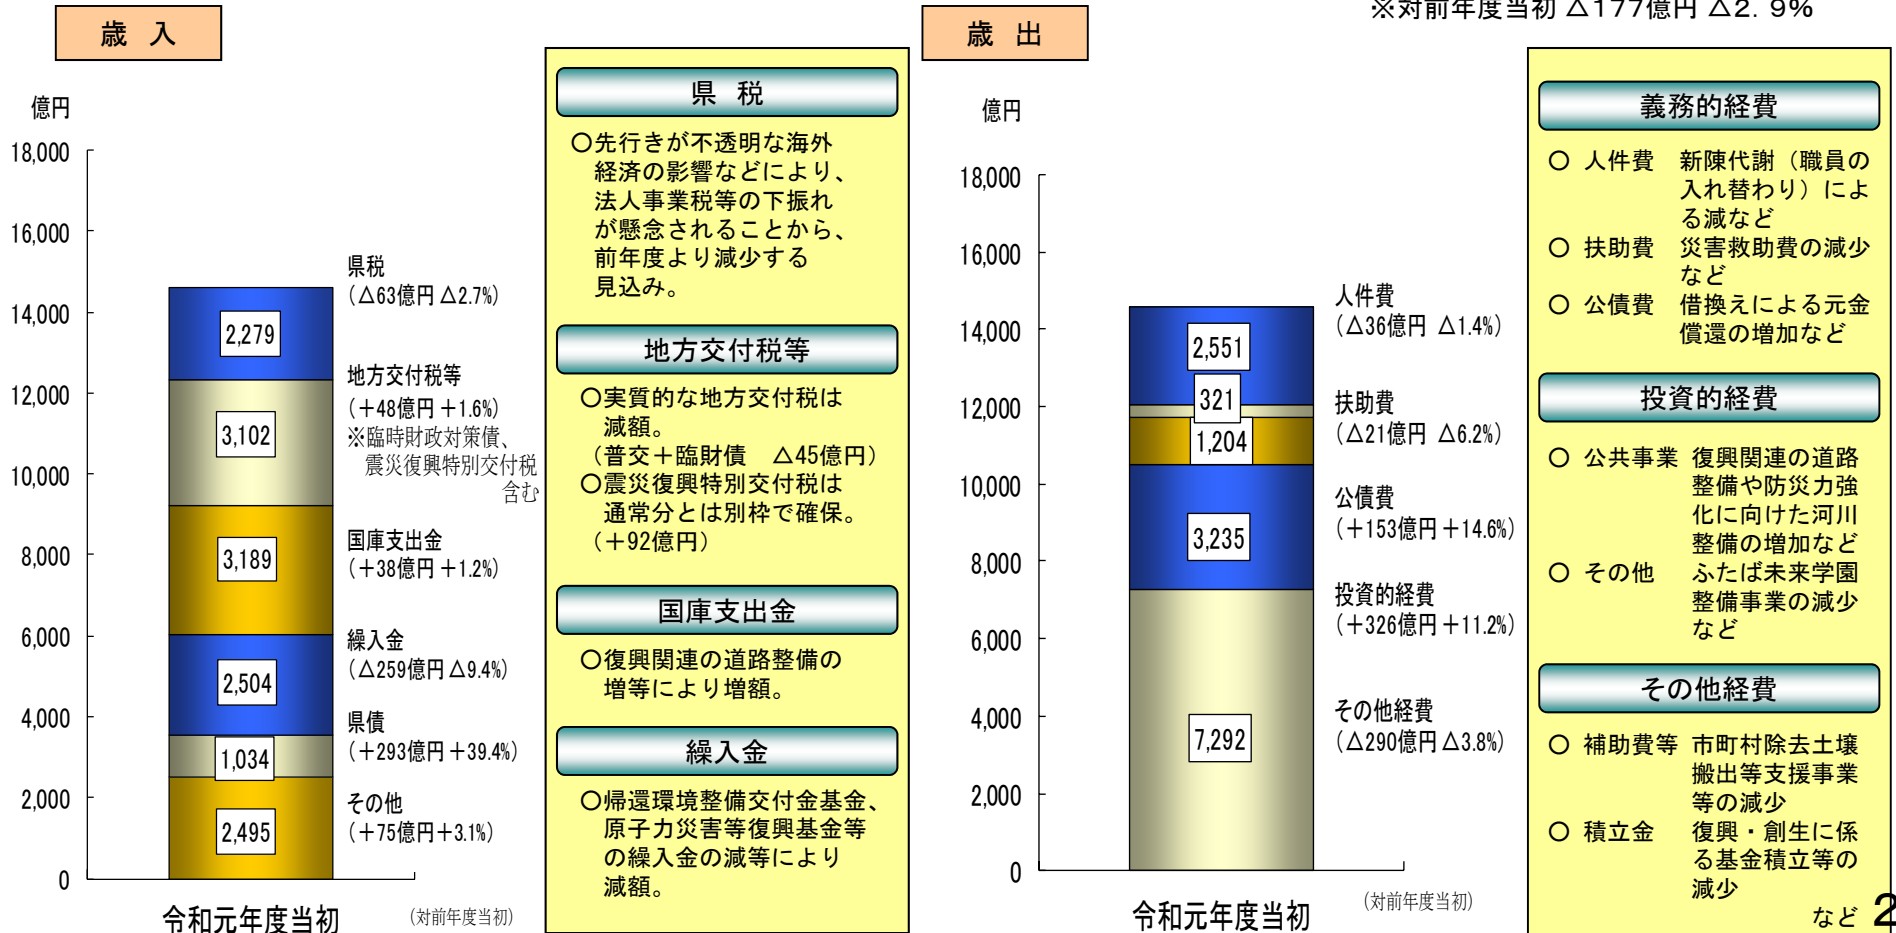 ※対前年度当初 △177億円 △2.9%
歳 入
億円
18,000
16,000
14,000
12,000
10,000
8,000
6,000
4,000
2,000
0
2,279
3,102
3,189
2,504
1,034
2,495
県税
(△63億円 △2.7%)
地方交付税等
(+48億円 +1.6%)
※臨時財政対策債、
震災復興特別交付税
含む
国庫支出金
(+38億円 +1.2%)
繰入金
(△259億円 △9.4%)
県債
(+293億円 +39.4%)
その他
(+75億円+3.1%)
令和元年度当初
(対前年度当初)
県 税
○先行きが不透明な海外
経済の影響などにより、
法人事業税等の下振れ
が懸念されることから、
前年度より減少する
見込み。
地方交付税等
○実質的な地方交付税は
減額。
(普交+臨財債 △45億円)
○震災復興特別交付税は
通常分とは別枠で確保。
(+92億円)
国庫支出金
○復興関連の道路整備の
増等により増額。
繰入金
○帰還環境整備交付金基金、
原子力災害等復興基金等
の繰入金の減等により
減額。
歳 出
億円
18,000
16,000
14,000
12,000
10,000
8,000
6,000
4,000
2,000
0
2,551
321
1,204
3,235
7,292
人件費
(△36億円 △1.4%)
扶助費
(△21億円 △6.2%)
公債費
(+153億円 +14.6%)
投資的経費
(+326億円 +11.2%)
その他経費
(△290億円 △3.8%)
令和元年度当初
(対前年度当初)
義務的経費
○ 人件費 新陳代謝(職員の
入れ替わり)によ
る減など
○ 扶助費 災害救助費の減少
など
○ 公債費 借換えによる元金
償還の増加など
投資的経費
○ 公共事業 復興関連の道路
整備や防災力強
化に向けた河川
整備の増加など
○ その他 ふたば未来学園
整備事業の減少
など
その他経費
○ 補助費等 市町村除去土壌
搬出等支援事業
等の減少
○ 積立金 復興・創生に係
る基金積立等の
減少
など
2